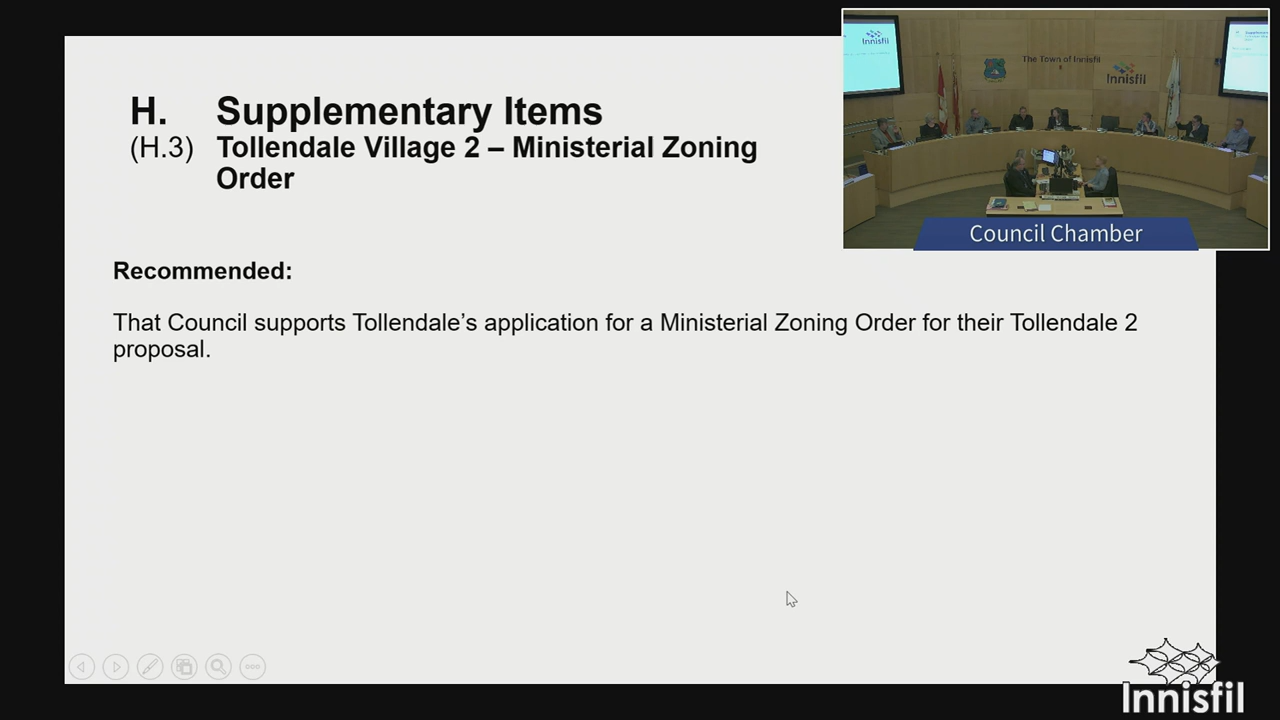 H. Supplementary Items
(H.3) Tollendale Village 2 – Ministerial Zoning
Order
Recommended:
That Council supports Tollendale’s application for a Ministerial Zoning Order for their Tollendale 2
proposal.
Innisfil
The Town of Innisfil
Innisfil
Council Chamber
Innisfil